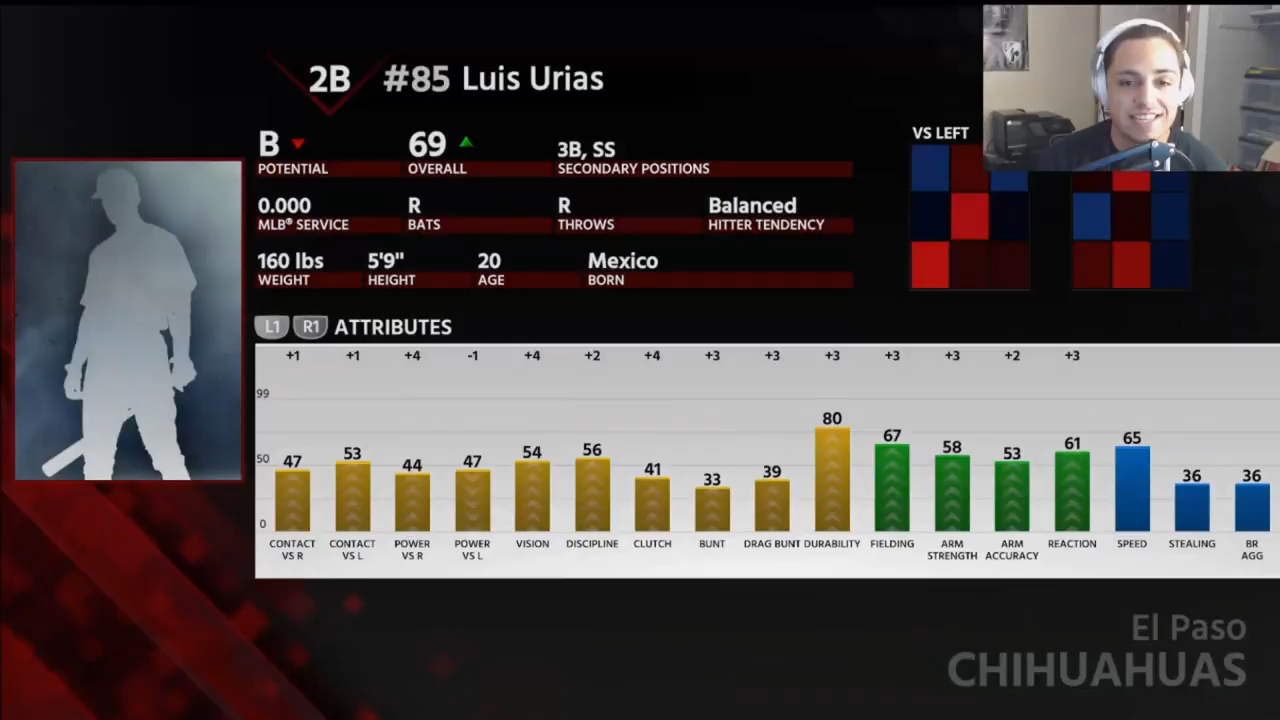 2B #85 Luis Urias
B 69 3B, SS
POTENTIAL OVERALL SECONDARY POSITIONS
0.000 R R Balanced
MLB® SERVICE BATS THROWS HITTER TENDENCY
160 lbs 5'9" 20 Mexico
WEIGHT HEIGHT AGE BORN
VS LEFT
L1 R1 ATTRIBUTES
+1 +1 +4 -1 +4 +2 +4 +3 +3 +3 +3 +3 +2 +3
99
50
0
47 53 44 47 54 56 41 33 39 80 67 58 53 61 65 36 36
CONTACT CONTACT POWER POWER VISION DISCIPLINE CLUTCH BUNT DRAG BUNT DURABILITY FIELDING ARM ARM REACTION SPEED STEALING BR
VS R VS L VS R VS L STRENGTH ACCURACY AGG
El Paso
CHIHUAHUAS